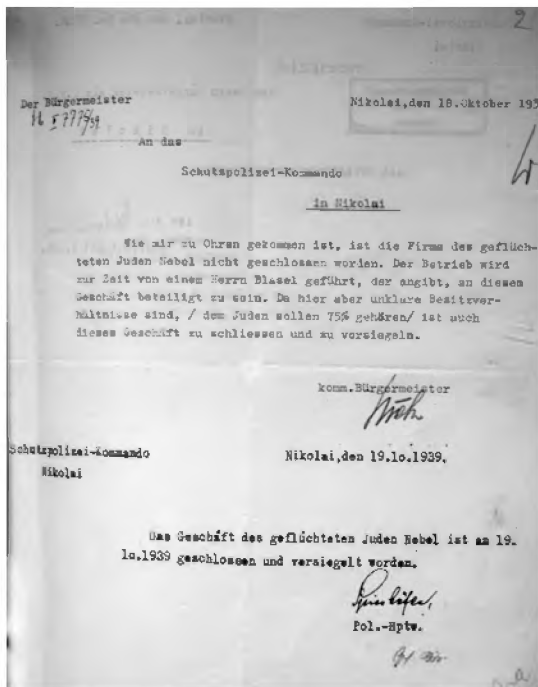 2
Der Bürgermeister
Nikolai,den 18.Oktober 193
An das
Schutzpolizei-Kommando
in Nikolai
Wie mir zu Ohren gekommen ist, ist die Firma des geflüch-
teten Juden Nebel nicht geschlossen worden. Der Betrieb wird
zur Zeit von einem Herrn Blasel geführt, der angibt, an diesem
Geschäft beteiligt zu sein. Da hier aber unklare Besitzver-
hältnisse sind, / dem Juden sollen 75% gehören/ ist auch
dieses Geschäft zu schliessen und zu versiegeln.
komm.Bürgermeister
Schutzpolizei-Kommando
Nikolai
Nikolai,den 19.1o.1939.
Das Geschäft des geflüchteten Juden Nebel ist am 19.
1o.1939 geschlossen und versiegelt worden.
Pol.-Hptw.